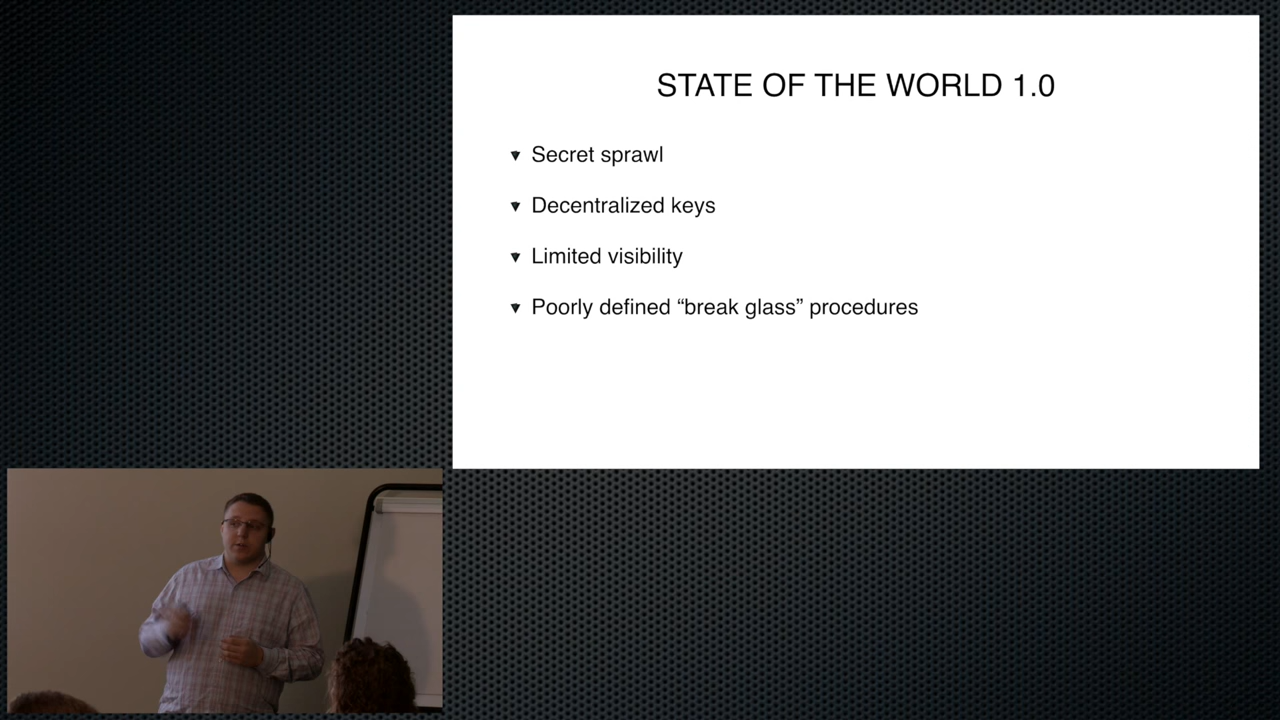 STATE OF THE WORLD 1.0
Secret sprawl
Decentralized keys
Limited visibility
Poorly defined “break glass” procedures